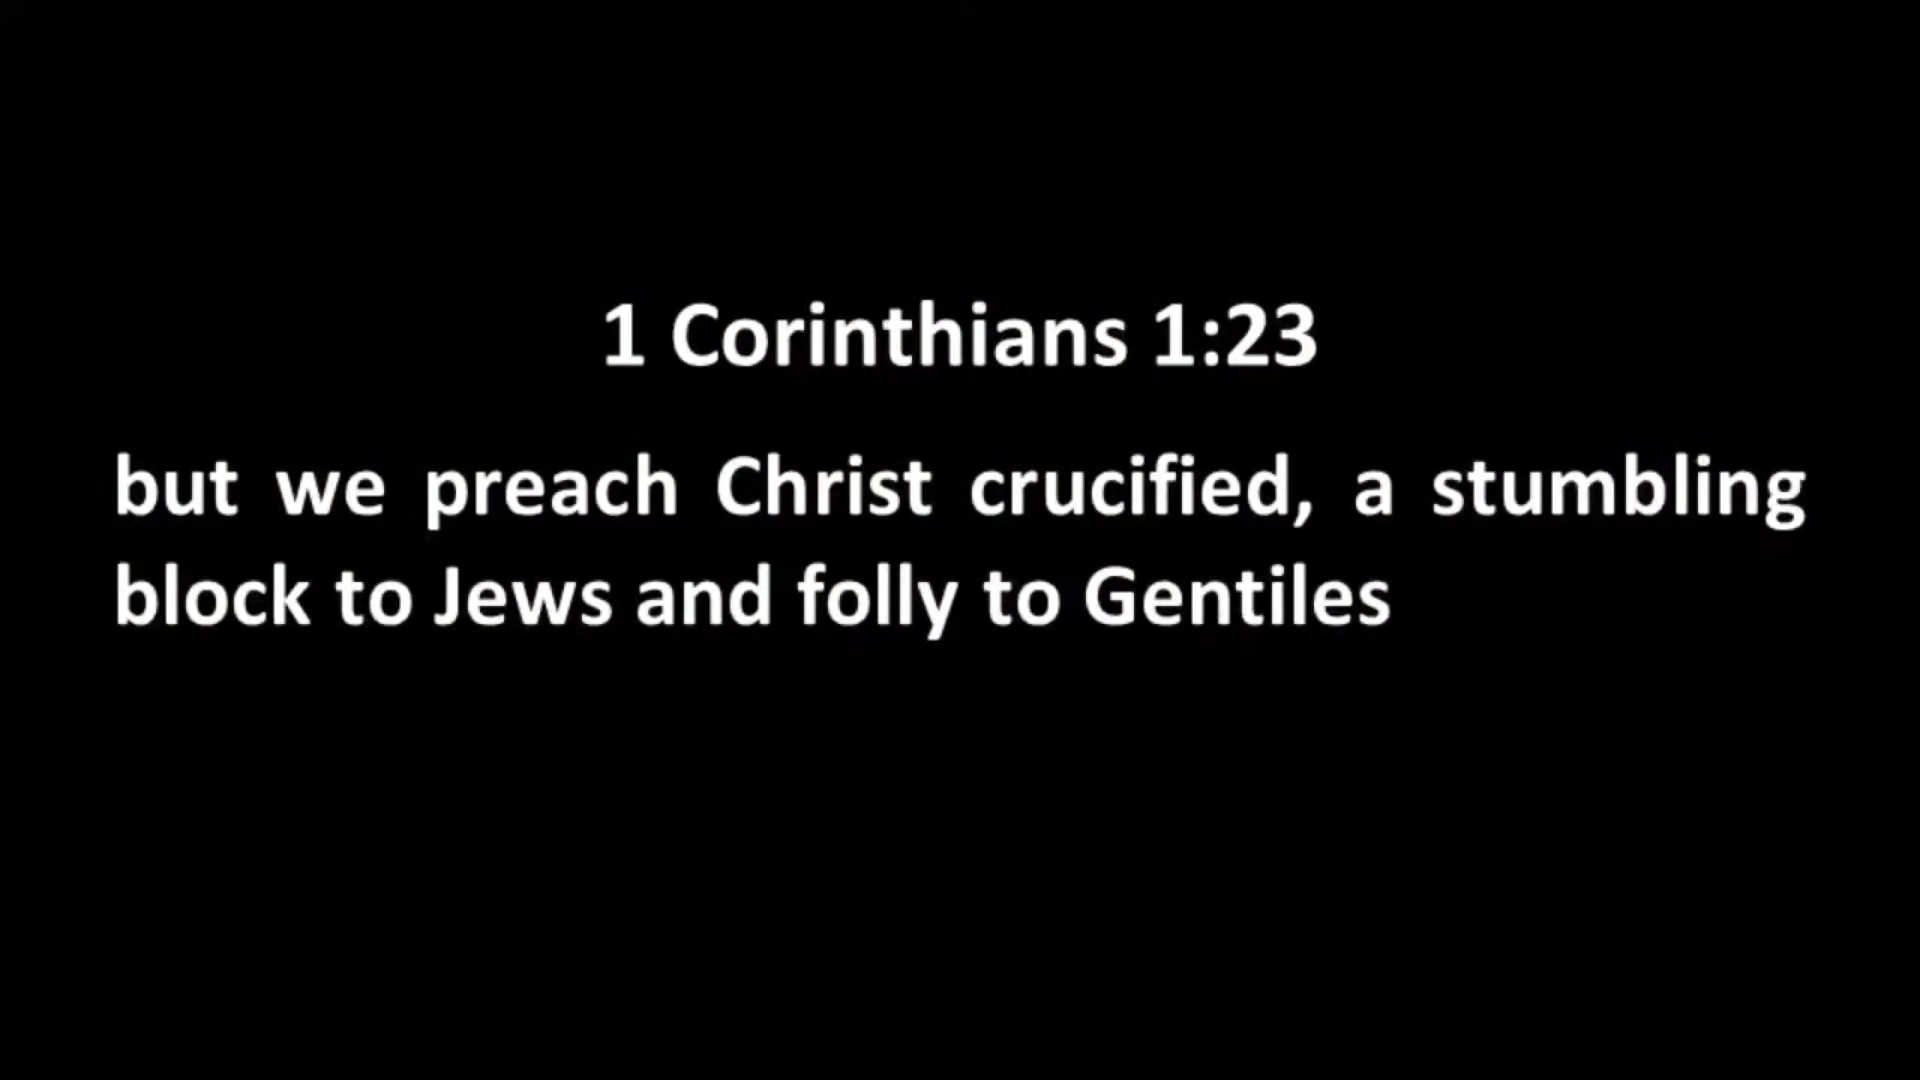 1 Corinthians 1:23
but we preach Christ crucified, a stumbling
block to Jews and folly to Gentiles